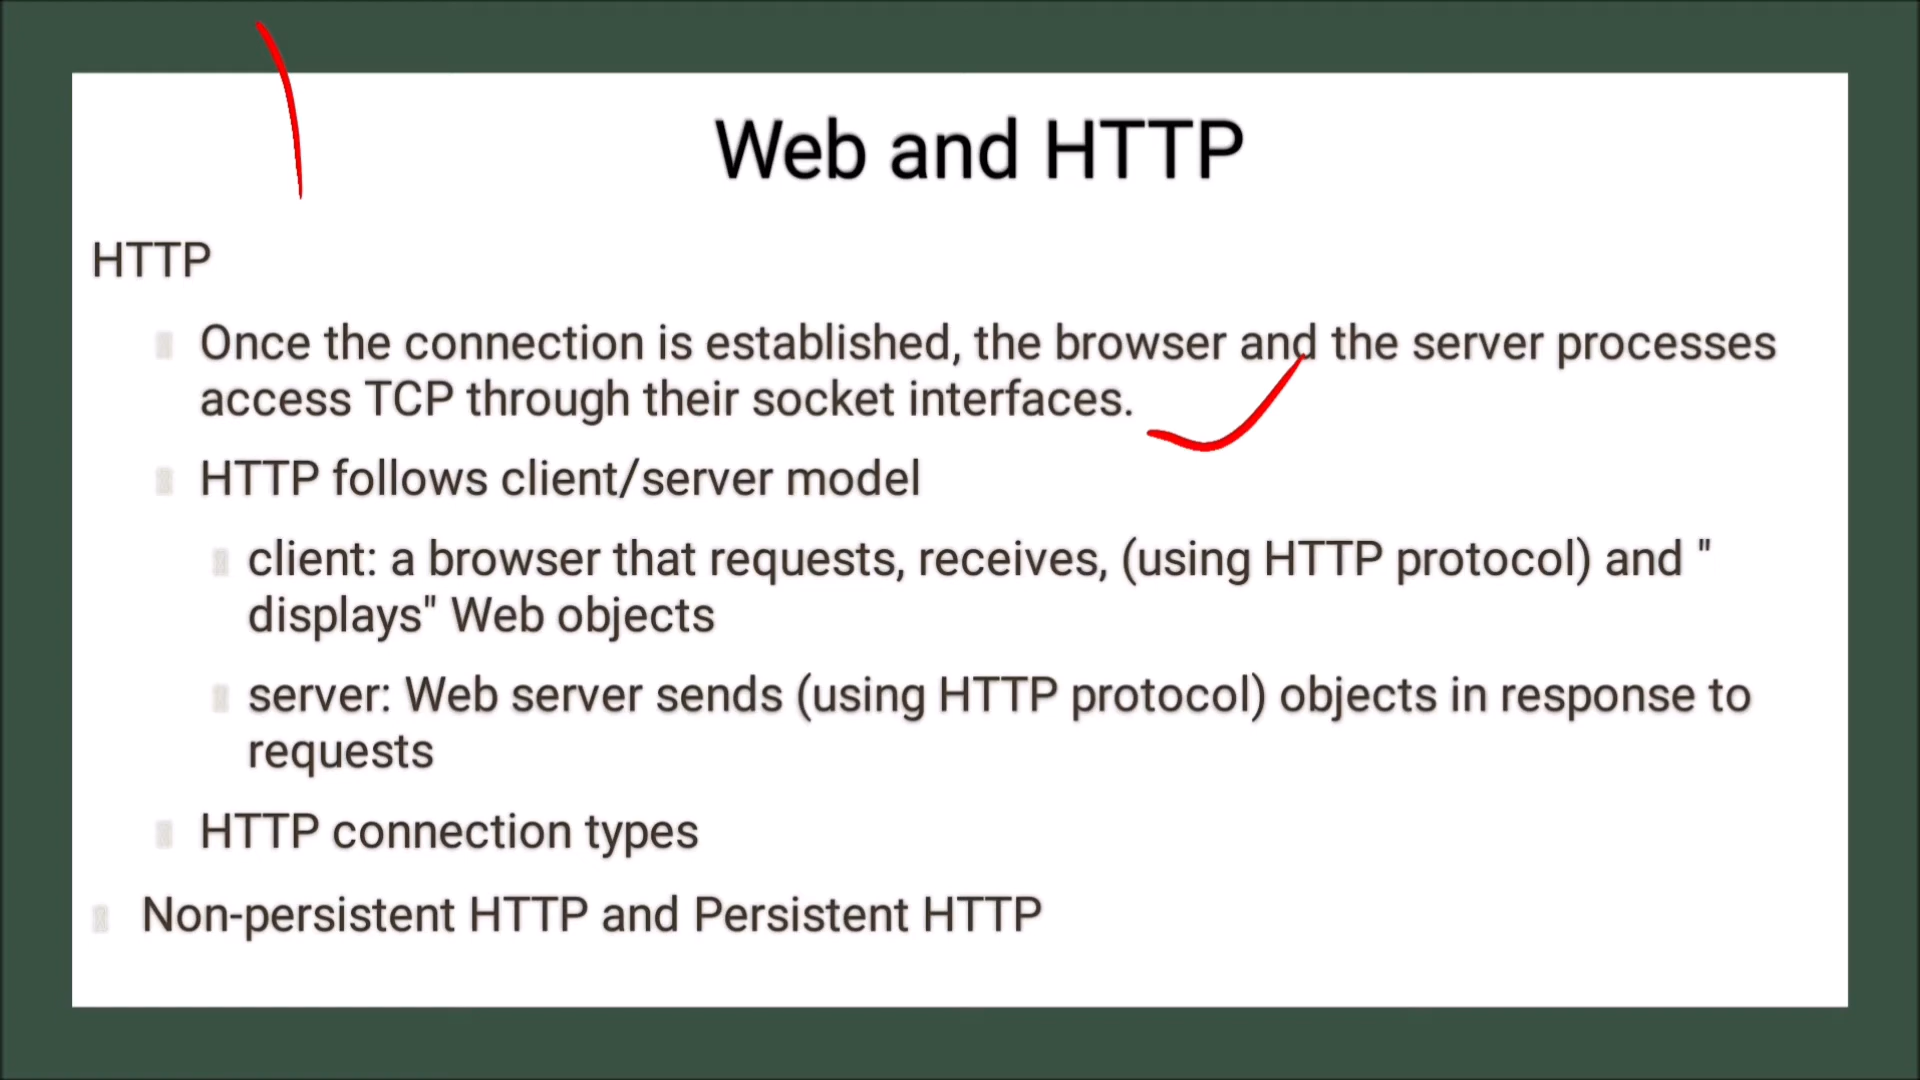 Web and HTTP
HTTP
Once the connection is established, the browser and the server processes
access TCP through their socket interfaces.
HTTP follows client/server model
client: a browser that requests, receives, (using HTTP protocol) and "
displays" Web objects
server: Web server sends (using HTTP protocol) objects in response to
requests
HTTP connection types
Non-persistent HTTP and Persistent HTTP